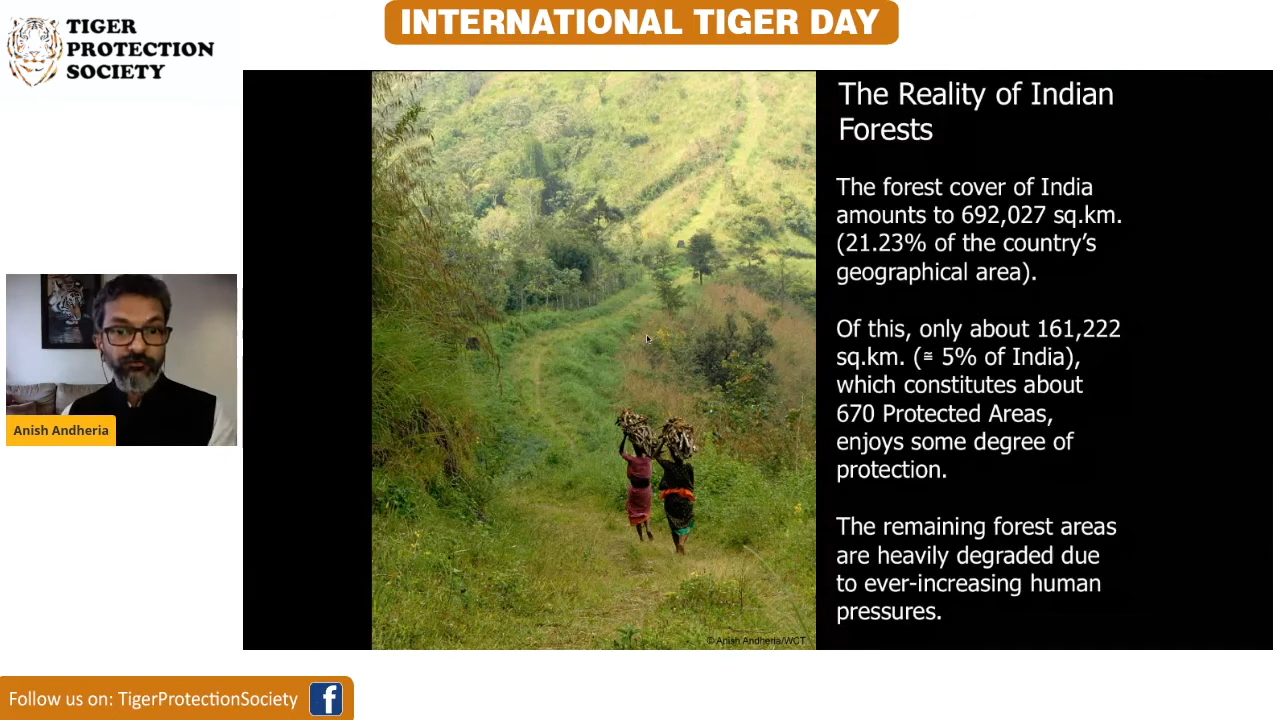 INTERNATIONAL TIGER DAY
TIGER
PROTECTION
SOCIETY
The Reality of Indian
Forests
The forest cover of India
amounts to 692,027 sq.km.
(21.23% of the country's
geographical area).
Of this, only about 161,222
sq.km. (≅ 5% of India),
which constitutes about
670 Protected Areas,
enjoys some degree of
protection.
The remaining forest areas
are heavily degraded due
to ever-increasing human
pressures.
© Anish Andheria/WCT
Anish Andheria
Follow us on: TigerProtectionSociety